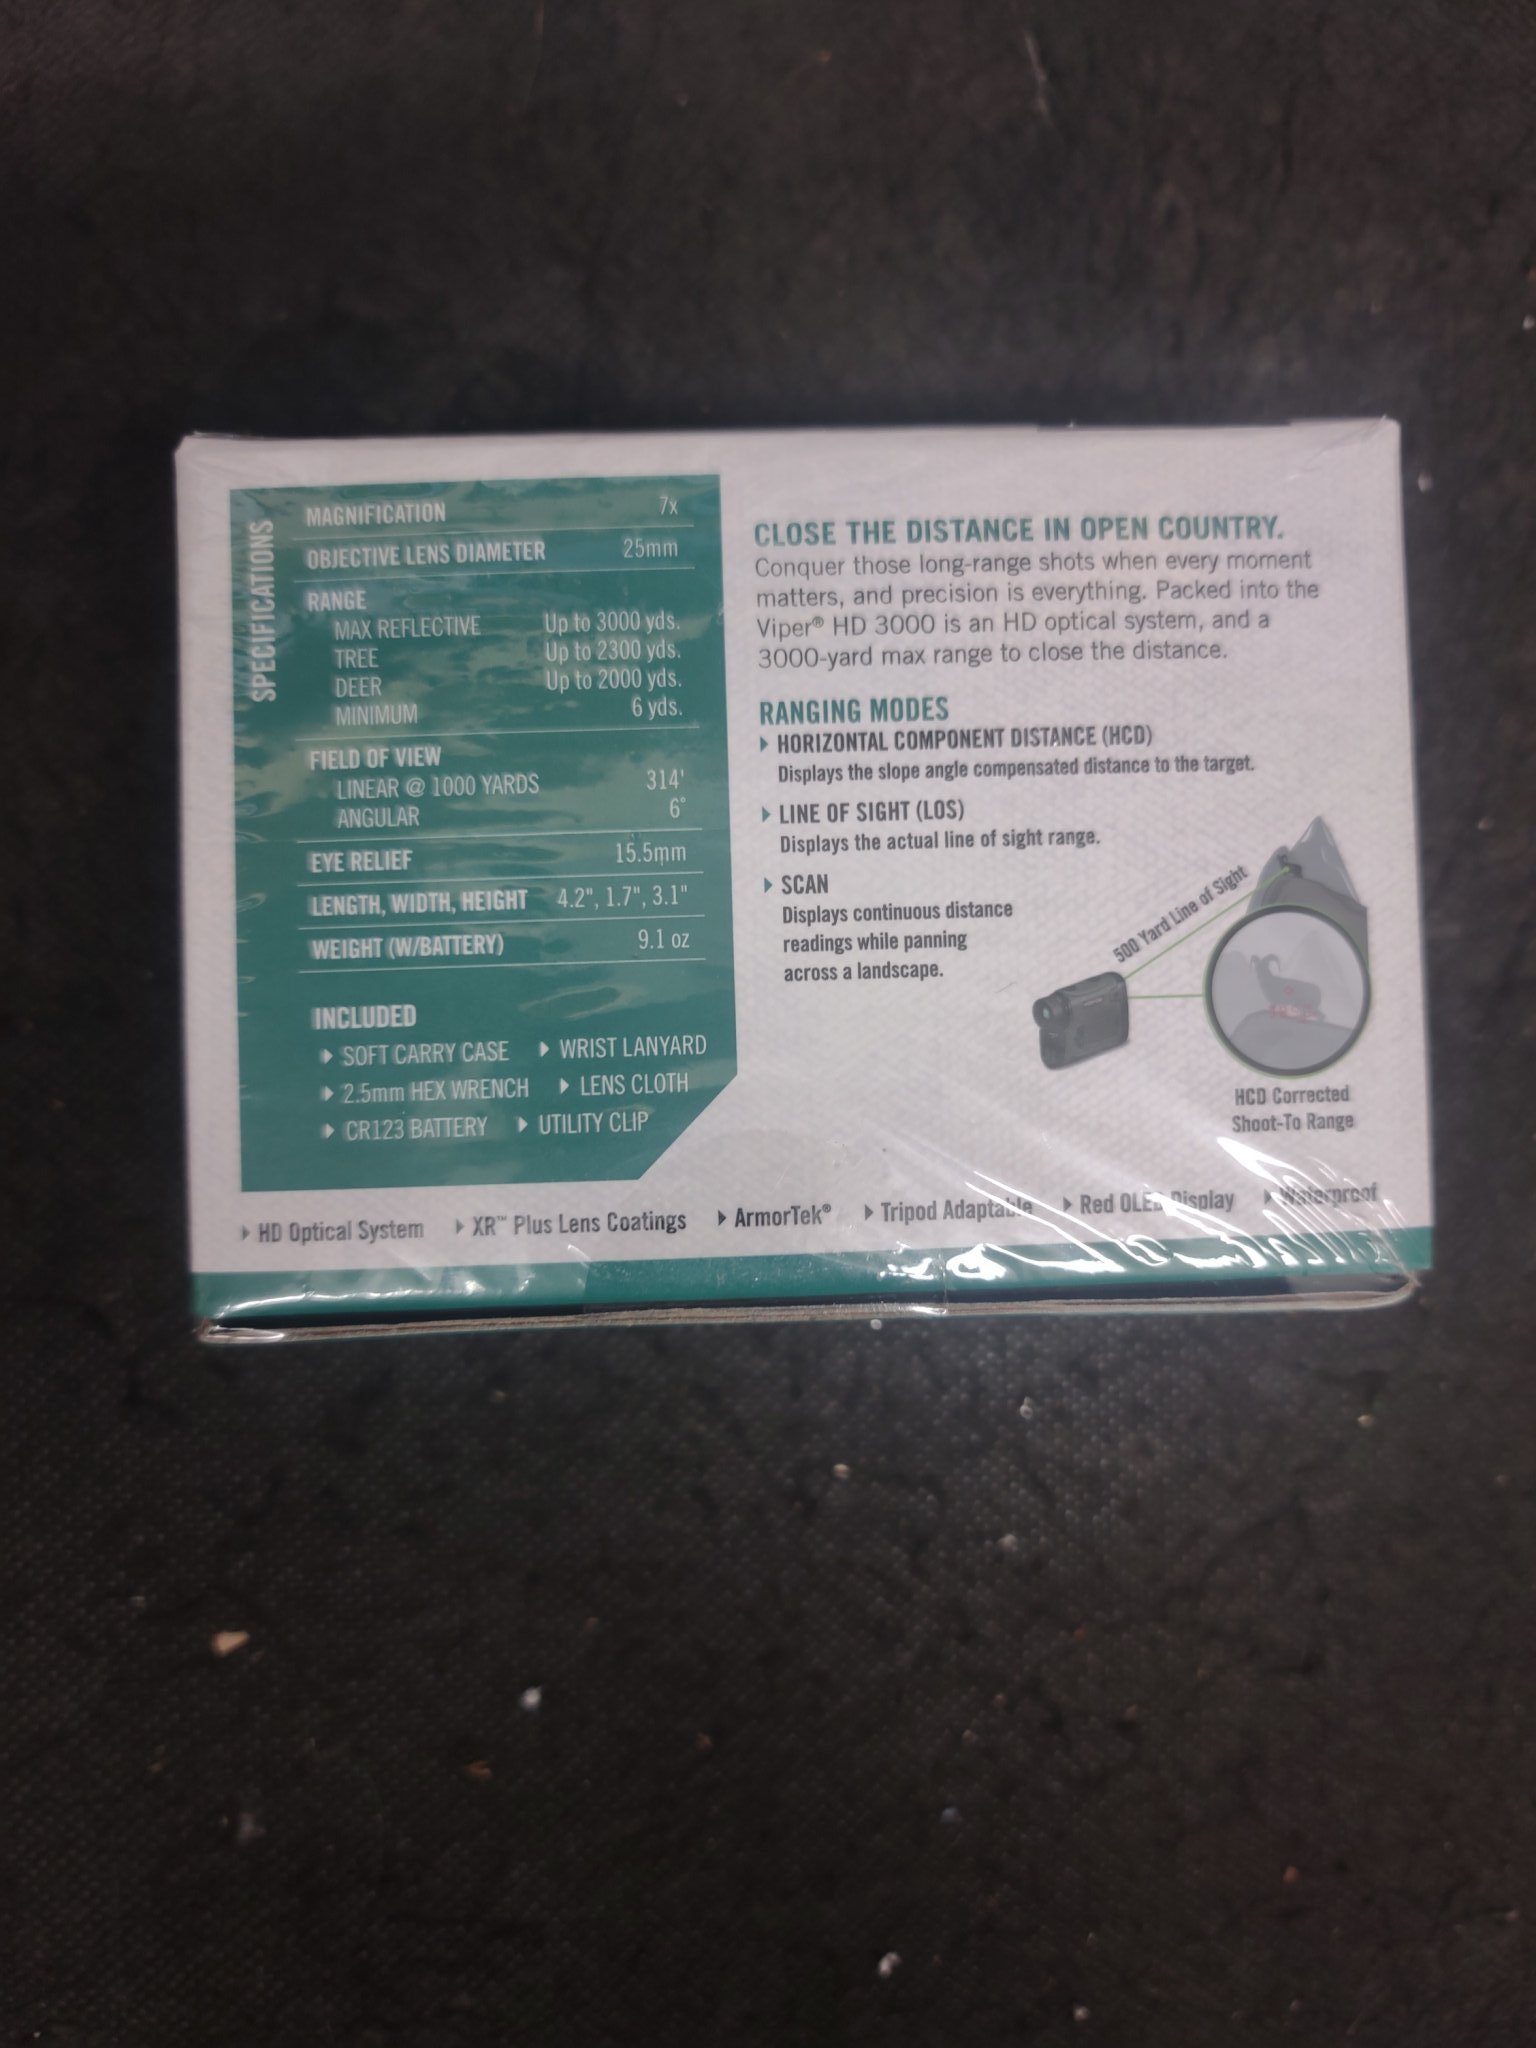 SPECIFICATIONS
MAGNIFICATION 7x
OBJECTIVE LENS DIAMETER 25mm
RANGE
MAX REFLECTIVE Up to 3000 yds.
TREE Up to 2300 yds.
DEER Up to 2000 yds.
MINIMUM 6 yds.
FIELD OF VIEW
LINEAR @ 1000 YARDS 314'
ANGULAR 6°
EYE RELIEF 15.5mm
LENGTH, WIDTH, HEIGHT 4.2", 1.7", 3.1"
WEIGHT (W/BATTERY) 9.1 oz
INCLUDED
SOFT CARRY CASE WRIST LANYARD
2.5mm HEX WRENCH LENS CLOTH
CR123 BATTERY UTILITY CLIP
CLOSE THE DISTANCE IN OPEN COUNTRY.
Conquer those long-range shots when every moment
matters, and precision is everything. Packed into the
Viper® HD 3000 is an HD optical system, and a
3000-yard max range to close the distance.
RANGING MODES
HORIZONTAL COMPONENT DISTANCE (HCD)
Displays the slope angle compensated distance to the target.
LINE OF SIGHT (LOS)
Displays the actual line of sight range.
SCAN
Displays continuous distance
readings while panning
across a landscape.
500 Yard Line of Sight
HCD Corrected
Shoot-To Range
HD Optical System XR™ Plus Lens Coatings ArmorTek® Tripod Adaptable Red OLED Display Waterproof